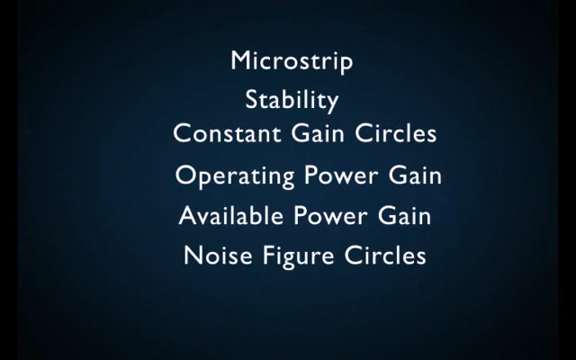 Microstrip
Stability
Constant Gain Circles
Operating Power Gain
Available Power Gain
Noise Figure Circles